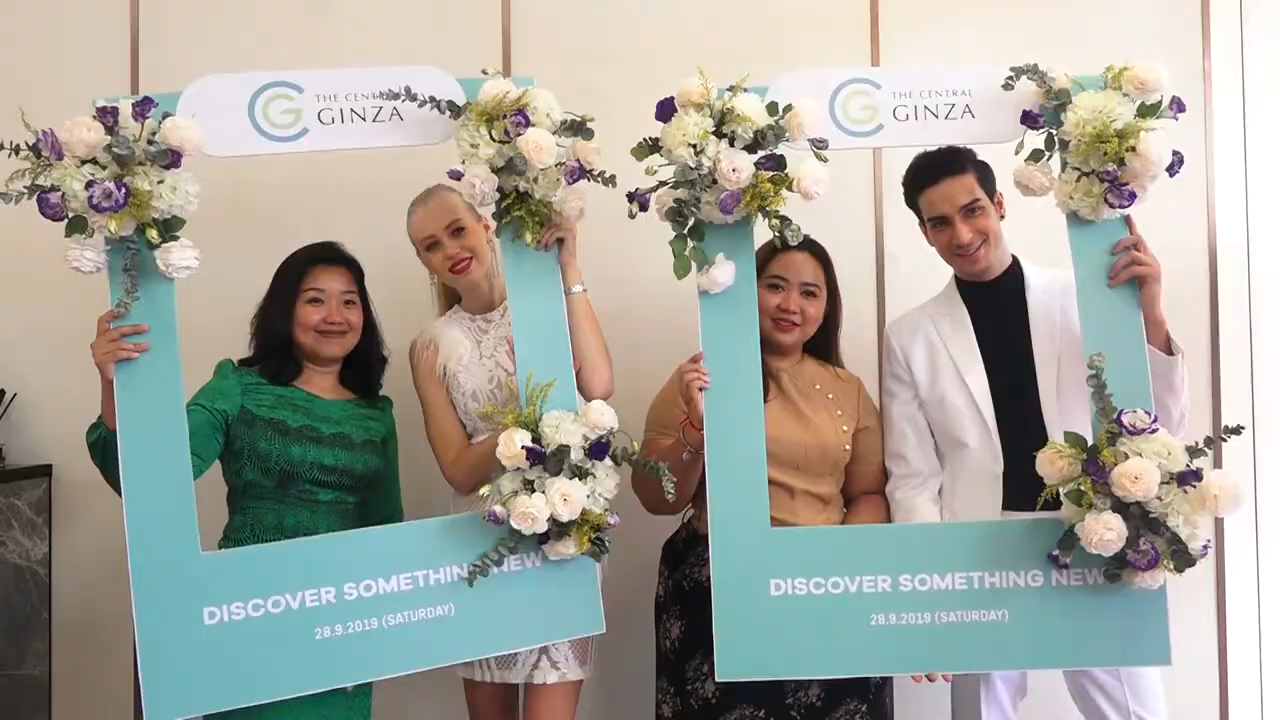 THE CENTRAL
GINZA
DISCOVER SOMETHING NEW
28.9.2019 (SATURDAY)
THE CENTRAL
GINZA
DISCOVER SOMETHING NEW
28.9.2019 (SATURDAY)